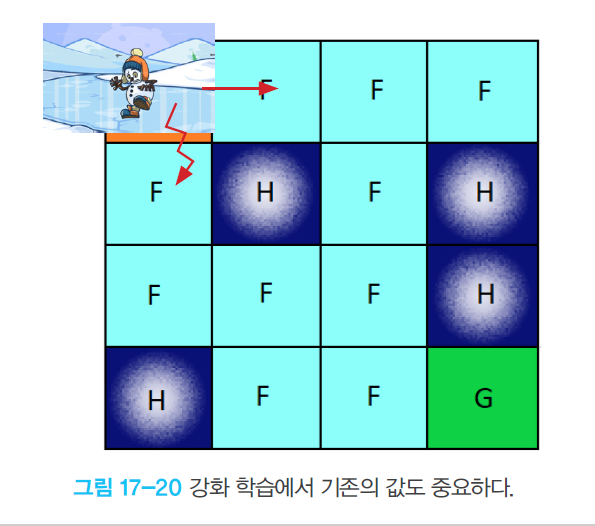 F F F
F H F H
F F F H
H F F G
그림 17-20 강화 학습에서 기존의 값도 중요하다.